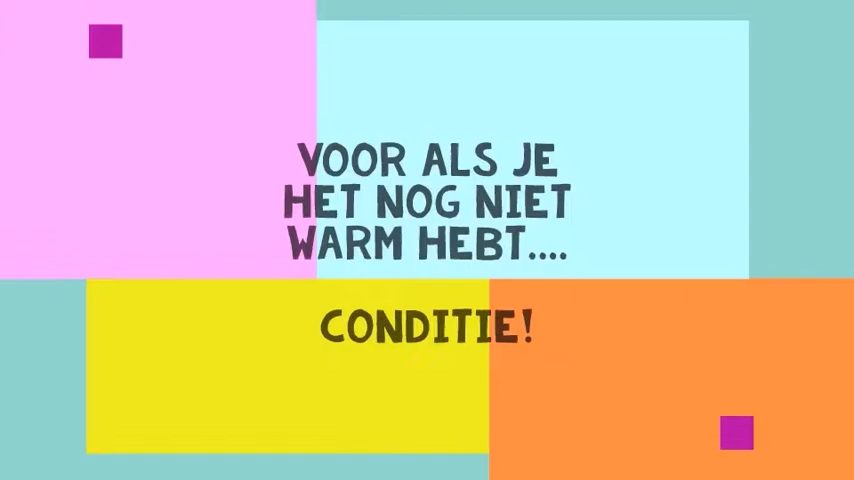 VOOR ALS JE
HET NOG NIET
WARM HEBT....
CONDITIE!